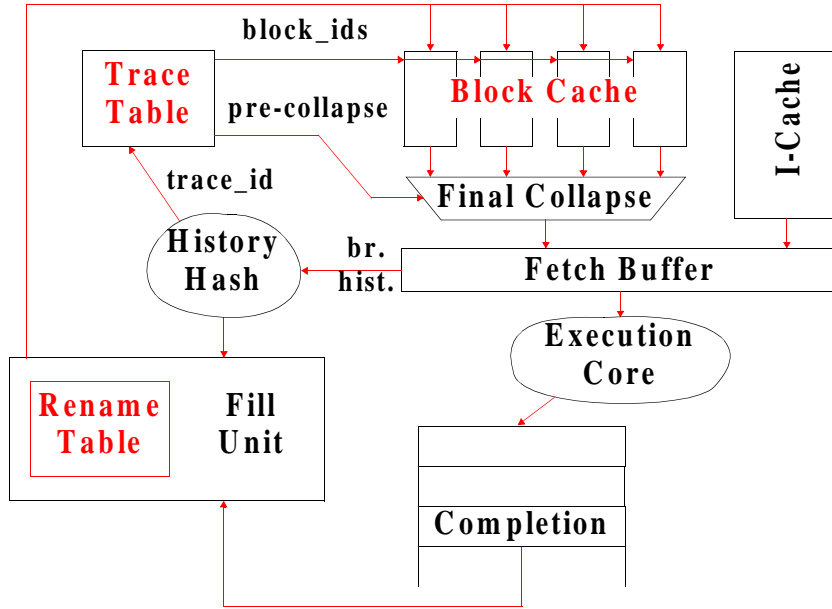 block_ids
Trace
Table
Block Cache
I-Cache
pre-collapse
trace_id
Final Collapse
History
Hash
br.
hist.
Fetch Buffer
Execution
Core
Rename
Table
Fill
Unit
Completion